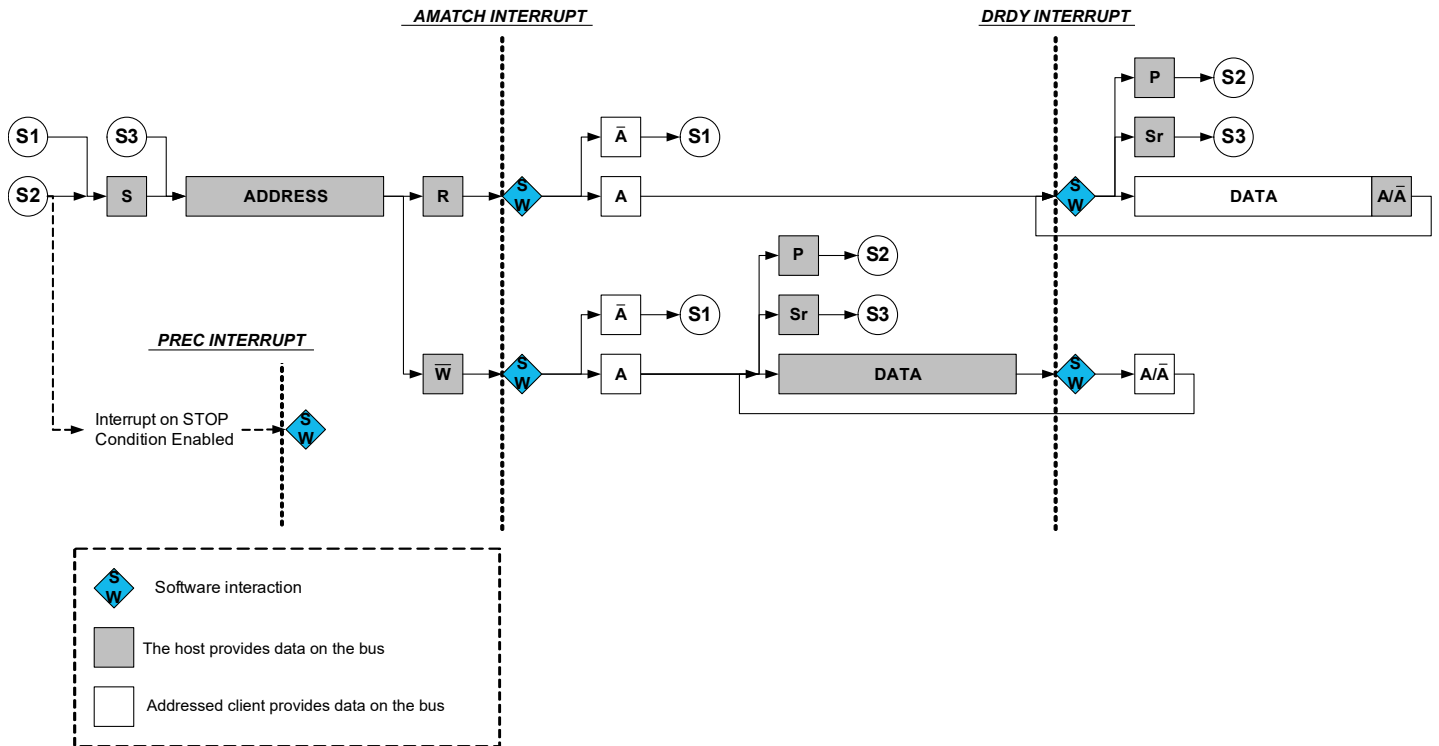 AMATCH INTERRUPT
DRDY INTERRUPT
P
S2
S1
S3
A̅
S1
Sr
S3
S2
S
ADDRESS
R
S
W
A
S
W
DATA
A/A̅
P
S2
A̅
S1
Sr
S3
PREC INTERRUPT
W̅
S
W
A
DATA
S
W
A/A̅
Interrupt on STOP
Condition Enabled
S
W
S
W
Software interaction
The host provides data on the bus
Addressed client provides data on the bus